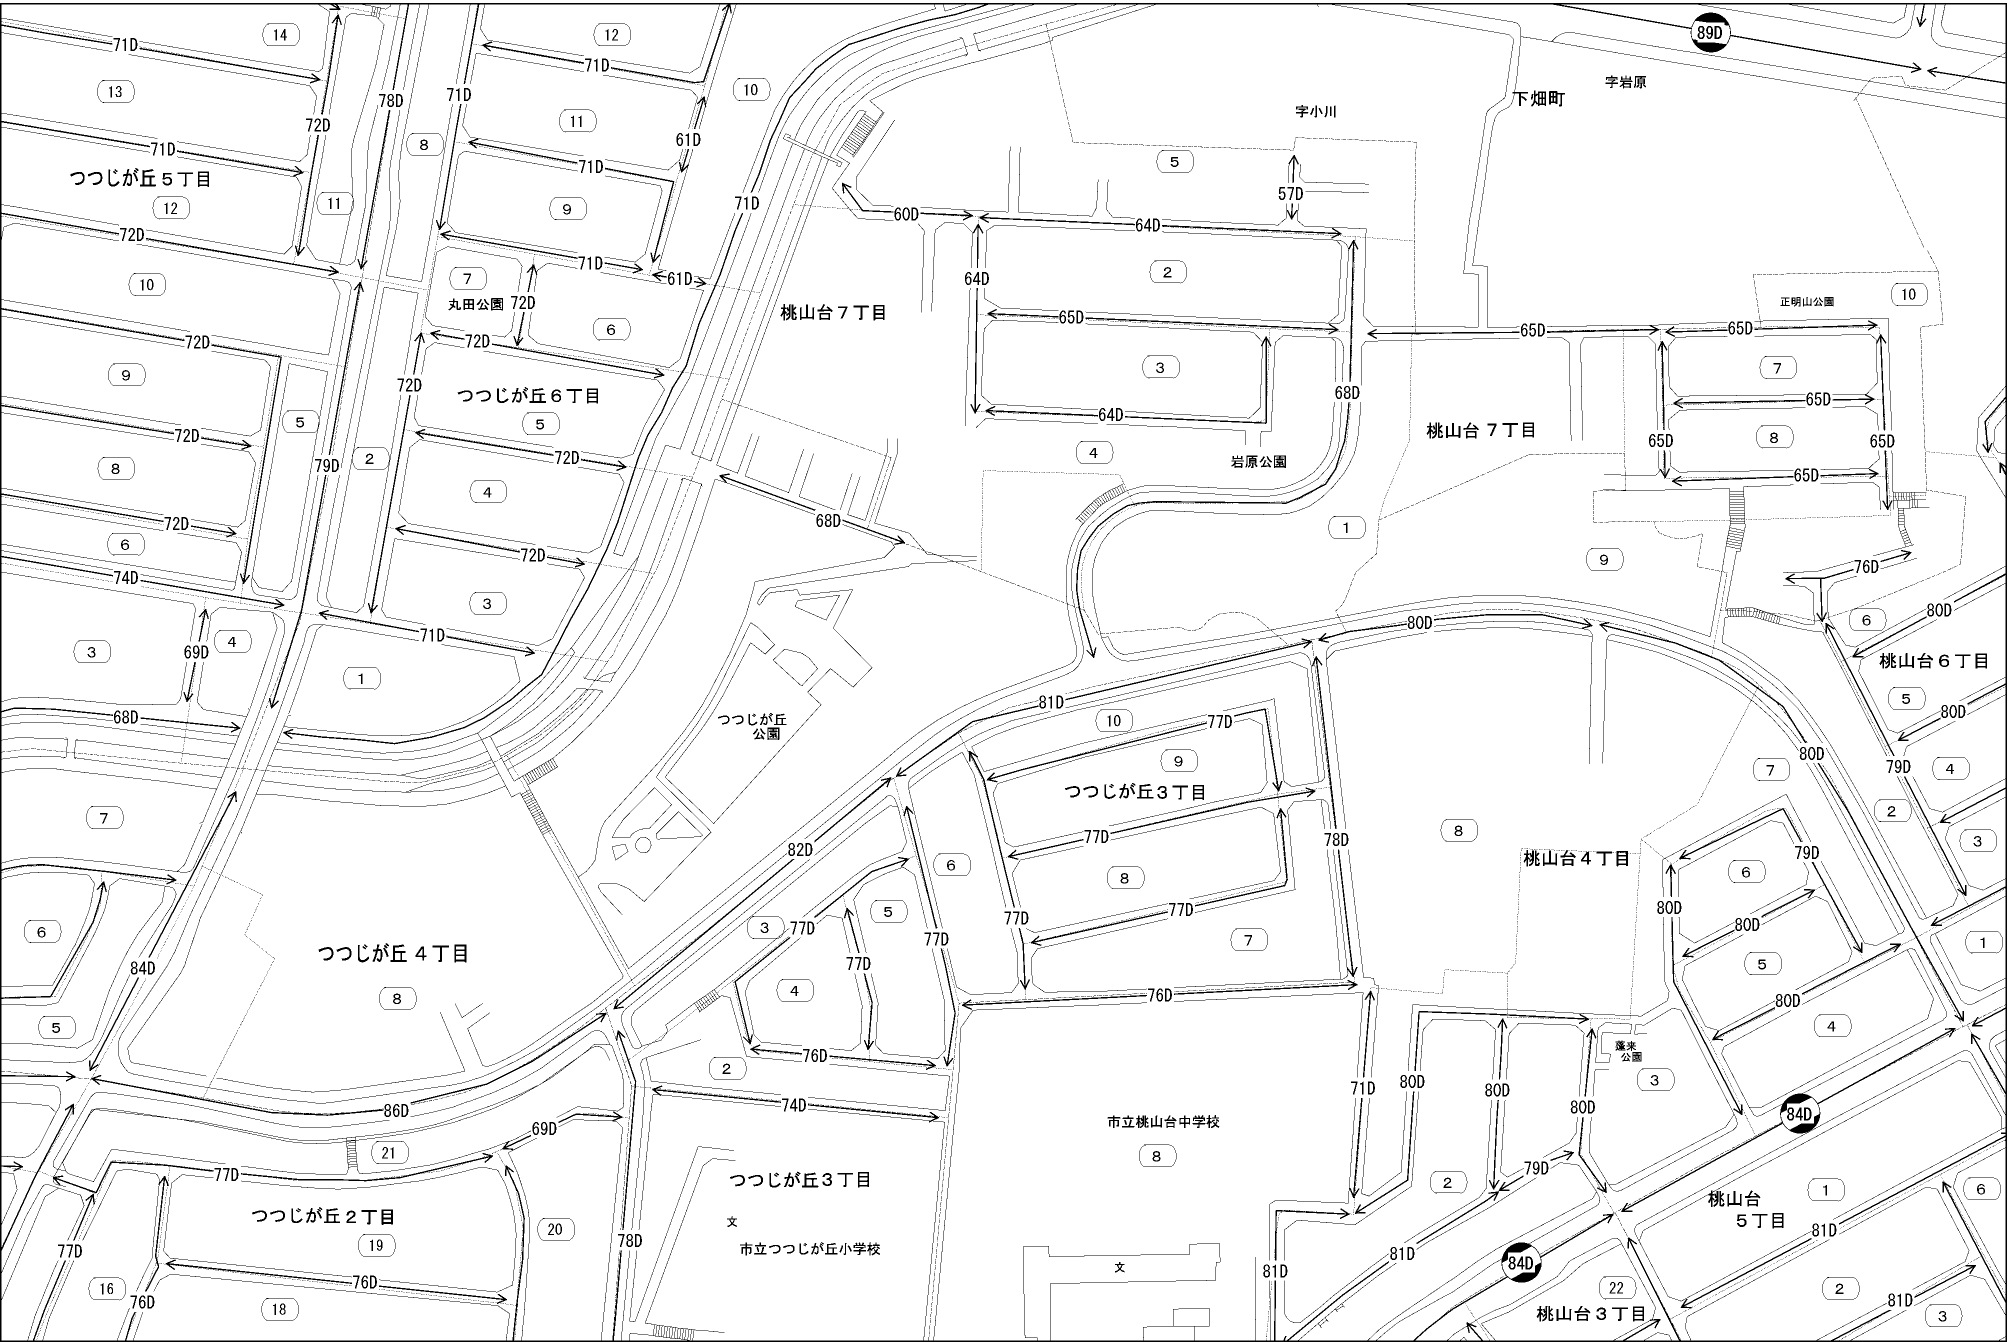 14
12
89D
71D
71D
10
字岩原
13
78D
71D
下畑町
11
字小川
72D
61D
8
71D
71D
5
つつじが丘５丁目
57D
12
11
9
71D
60D
64D
72D
71D
7
61D
64D
2
10
丸田公園
72D
桃山台７丁目
正明山公園
10
6
65D
65D
65D
72D
72D
9
72D
3
7
つつじが丘６丁目
68D
65D
5
5
64D
72D
桃山台７丁目
8
65D
65D
79D
2
72D
4
岩原公園
8
65D
4
72D
68D
1
6
72D
9
74D
76D
3
80D
6
4
71D
80D
3
69D
桃山台６丁目
1
5
81D
68D
つつじが丘
公園
10
77D
80D
80D
9
79D
7
4
つつじが丘３丁目
7
2
8
77D
78D
3
82D
桃山台４丁目
79D
6
6
8
5
80D
77D
77D
6
3
77D
77D
80D
7
1
つつじが丘４丁目
84D
77D
5
4
8
76D
80D
5
4
76D
蓬来
公園
2
71D
80D
80D
3
86D
74D
80D
84D
市立桃山台中学校
69D
21
8
79D
77D
つつじが丘３丁目
2
1
6
桃山台
５丁目
つつじが丘２丁目
文
20
19
77D
78D
市立つつじが丘小学校
81D
81D
文
81D
84D
76D
16
22
2
76D
18
桃山台３丁目
81D
3